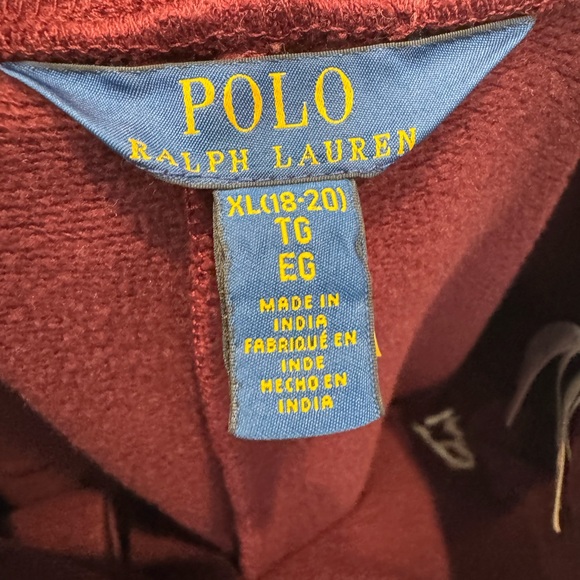 POLO
RALPH LAUREN
XL(18-20)
TG
EG
MADE IN
INDIA
FABRIQUÉ EN
INDE
HECHO EN
INDIA